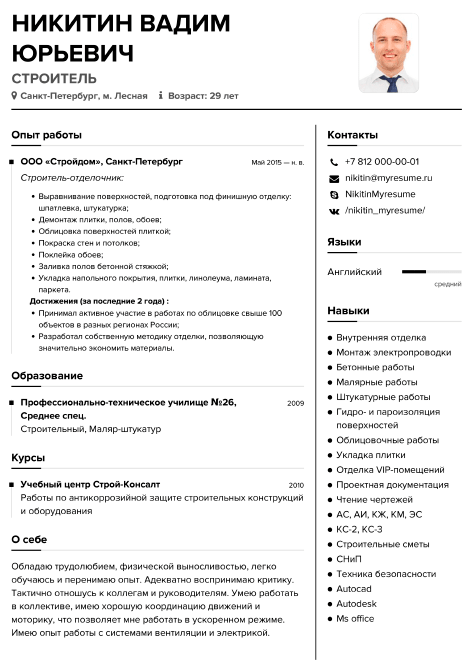 НИКИТИН ВАДИМ
ЮРЬЕВИЧ
СТРОИТЕЛЬ
Санкт-Петербург, м. Лесная Возраст: 29 лет
Опыт работы
ООО «Стройдом», Санкт-Петербург Май 2015 — н. в.
Строитель-отделочник:
• Выравнивание поверхностей, подготовка под финишную отделку:
шпатлевка, штукатурка;
• Демонтаж плитки, полов, обоев;
• Облицовка поверхностей плиткой;
• Покраска стен и потолков;
• Поклейка обоев;
• Заливка полов бетонной стяжкой;
• Укладка напольного покрытия, плитки, линолеума, ламината,
паркета.
Достижения (за последние 2 года) :
• Принимал активное участие в работах по облицовке свыше 100
объектов в разных регионах России;
• Разработал собственную методику отделки, позволяющую
значительно экономить материалы.
Образование
Профессионально-техническое училище №26, 2009
Среднее спец.
Строительный, Маляр-штукатур
Курсы
Учебный центр Строй-Консалт 2010
Работы по антикоррозийной защите строительных конструкций
и оборудования
О себе
Обладаю трудолюбием, физической выносливостью, легко
обучаюсь и перенимаю опыт. Адекватно воспринимаю критику.
Тактично отношусь к коллегам и руководителям. Умею работать
в коллективе, имею хорошую координацию движений и
моторику, что позволяет мне работать в ускоренном режиме.
Имею опыт работы с системами вентиляции и электрикой.
Контакты
+7 812 000-00-01
nikitin@myresume.ru
NikitinMyresume
/nikitin_myresume/
Языки
Английский
средний
Навыки
• Внутренняя отделка
• Монтаж электропроводки
• Бетонные работы
• Малярные работы
• Штукатурные работы
• Гидро- и пароизоляция
поверхностей
• Облицовочные работы
• Укладка плитки
• Отделка VIP-помещений
• Проектная документация
• Чтение чертежей
• АС, АИ, КЖ, КМ, ЭС
• КС-2, КС-3
• Строительные сметы
• СНиП
• Техника безопасности
• Autocad
• Autodesk
• Ms office